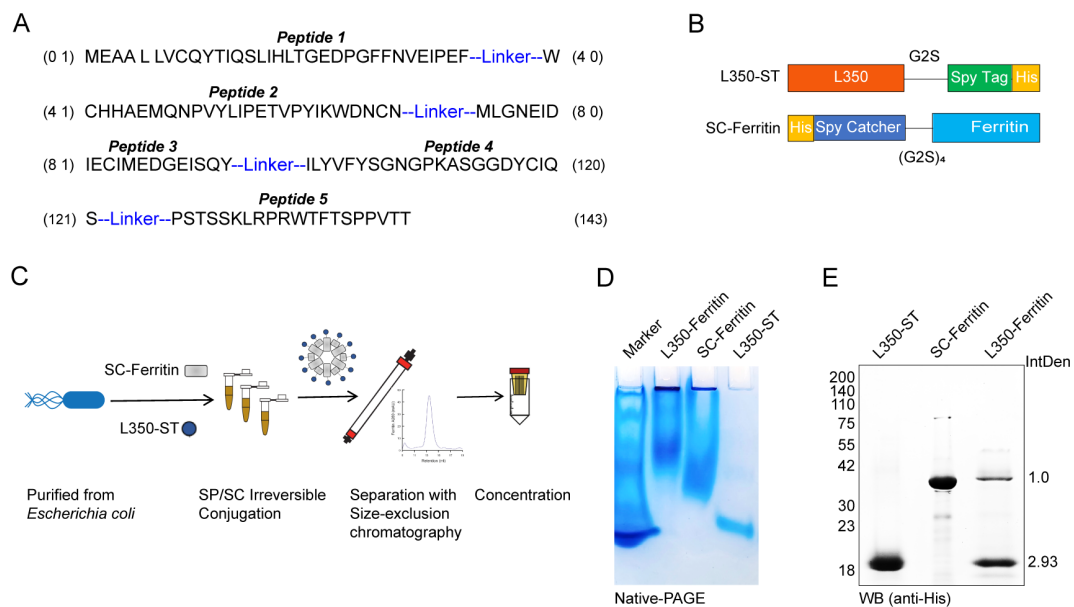 A
Peptide 1
(0 1) MEAA L LVCQYTIQSLIHLTGEDPGFFNVEIPEF--Linker--W (4 0)
Peptide 2
(4 1) CHHAEMQNPVYLIPETVPYIKWDNCN--Linker--MLGNEID (8 0)
Peptide 3 Peptide 4
(8 1) IECIMEDGEISQY--Linker--ILYVFYSGNGPKASGGDYCIQ (120)
Peptide 5
(121) S--Linker--PSTSSKLRPRWTFTSPPVTT (143)
B
G2S
L350-ST L350 Spy Tag His
SC-Ferritin His Spy Catcher Ferritin
(G2S)₄
C
SC-Ferritin
L350-ST
Purified from
Escherichia coli
SP/SC Irreversible
Conjugation
Separation with
Size-exclusion
chromatography
Concentration
D
Marker
L350-Ferritin
SC-Ferritin
L350-ST
Native-PAGE
E
L350-ST
SC-Ferritin
L350-Ferritin
IntDen
200
140
110
75
55
42
30
23
18
1.0
2.93
WB (anti-His)